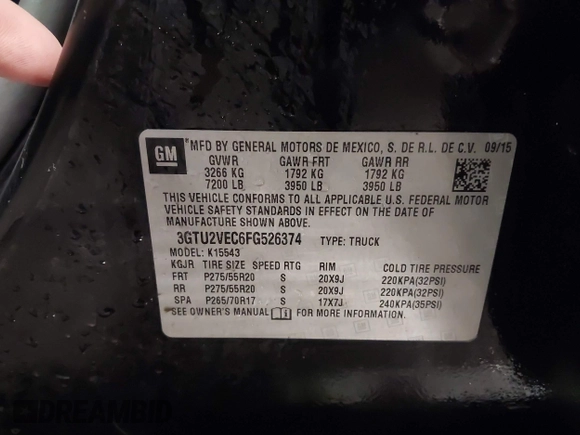 GM
MFD BY GENERAL MOTORS DE MEXICO, S. DE R.L. DE C.V. 09/15
GVWR GAWR FRT GAWR RR
3266 KG 1792 KG 1792 KG
7200 LB 3950 LB 3950 LB
THIS VEHICLE CONFORMS TO ALL APPLICABLE U.S. FEDERAL MOTOR
VEHICLE SAFETY STANDARDS IN EFFECT ON THE DATE OF
MANUFACTURE SHOWN ABOVE.
3GTU2VEC6FG526374 TYPE: TRUCK
MODEL: K15543
KGJR TIRE SIZE SPEED RTG RIM COLD TIRE PRESSURE
FRT P275/55R20 S 20X9J 220KPA(32PSI)
RR P275/55R20 S 20X9J 220KPA(32PSI)
SPA P265/70R17 S 17X7J 240KPA(35PSI)
SEE OWNER'S MANUAL FOR MORE INFORMATION.
DREAMBID